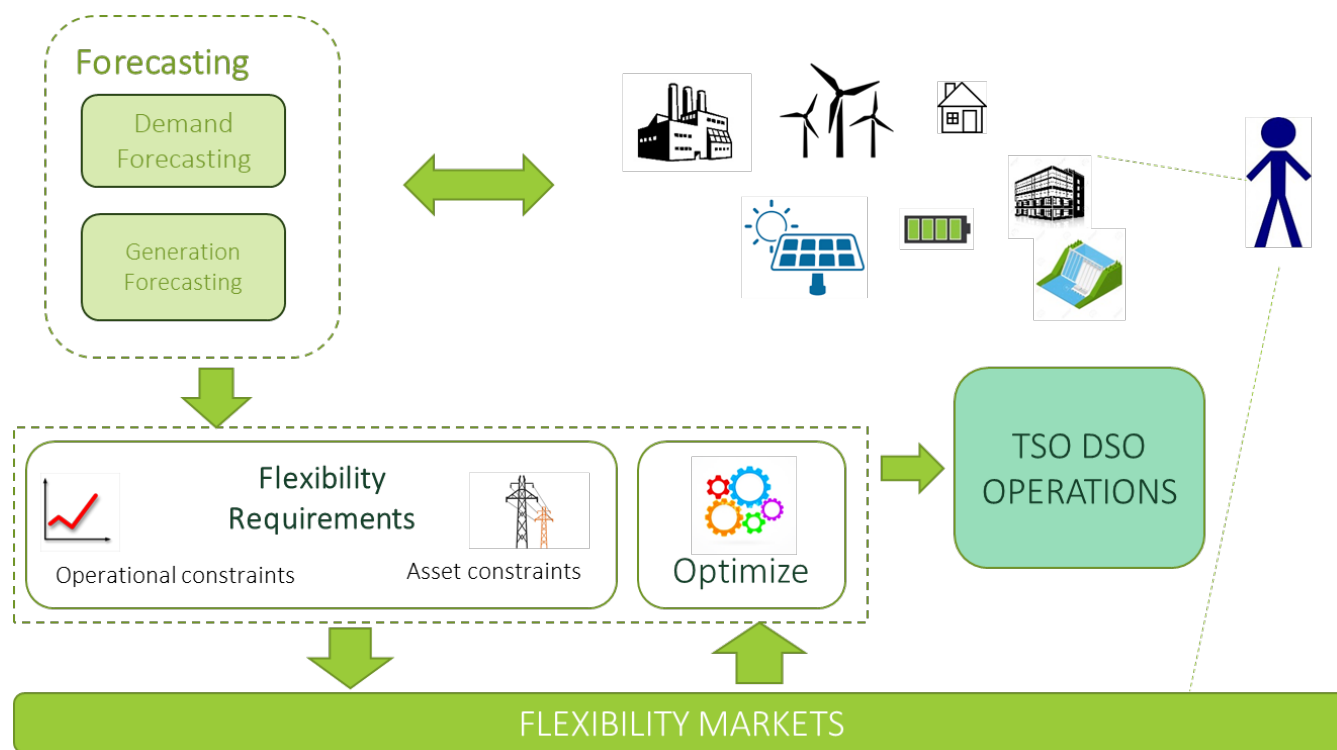 Forecasting
Demand
Forecasting
Generation
Forecasting
Flexibility
Requirements
Operational constraints
Asset constraints
Optimize
TSO DSO
OPERATIONS
FLEXIBILITY MARKETS